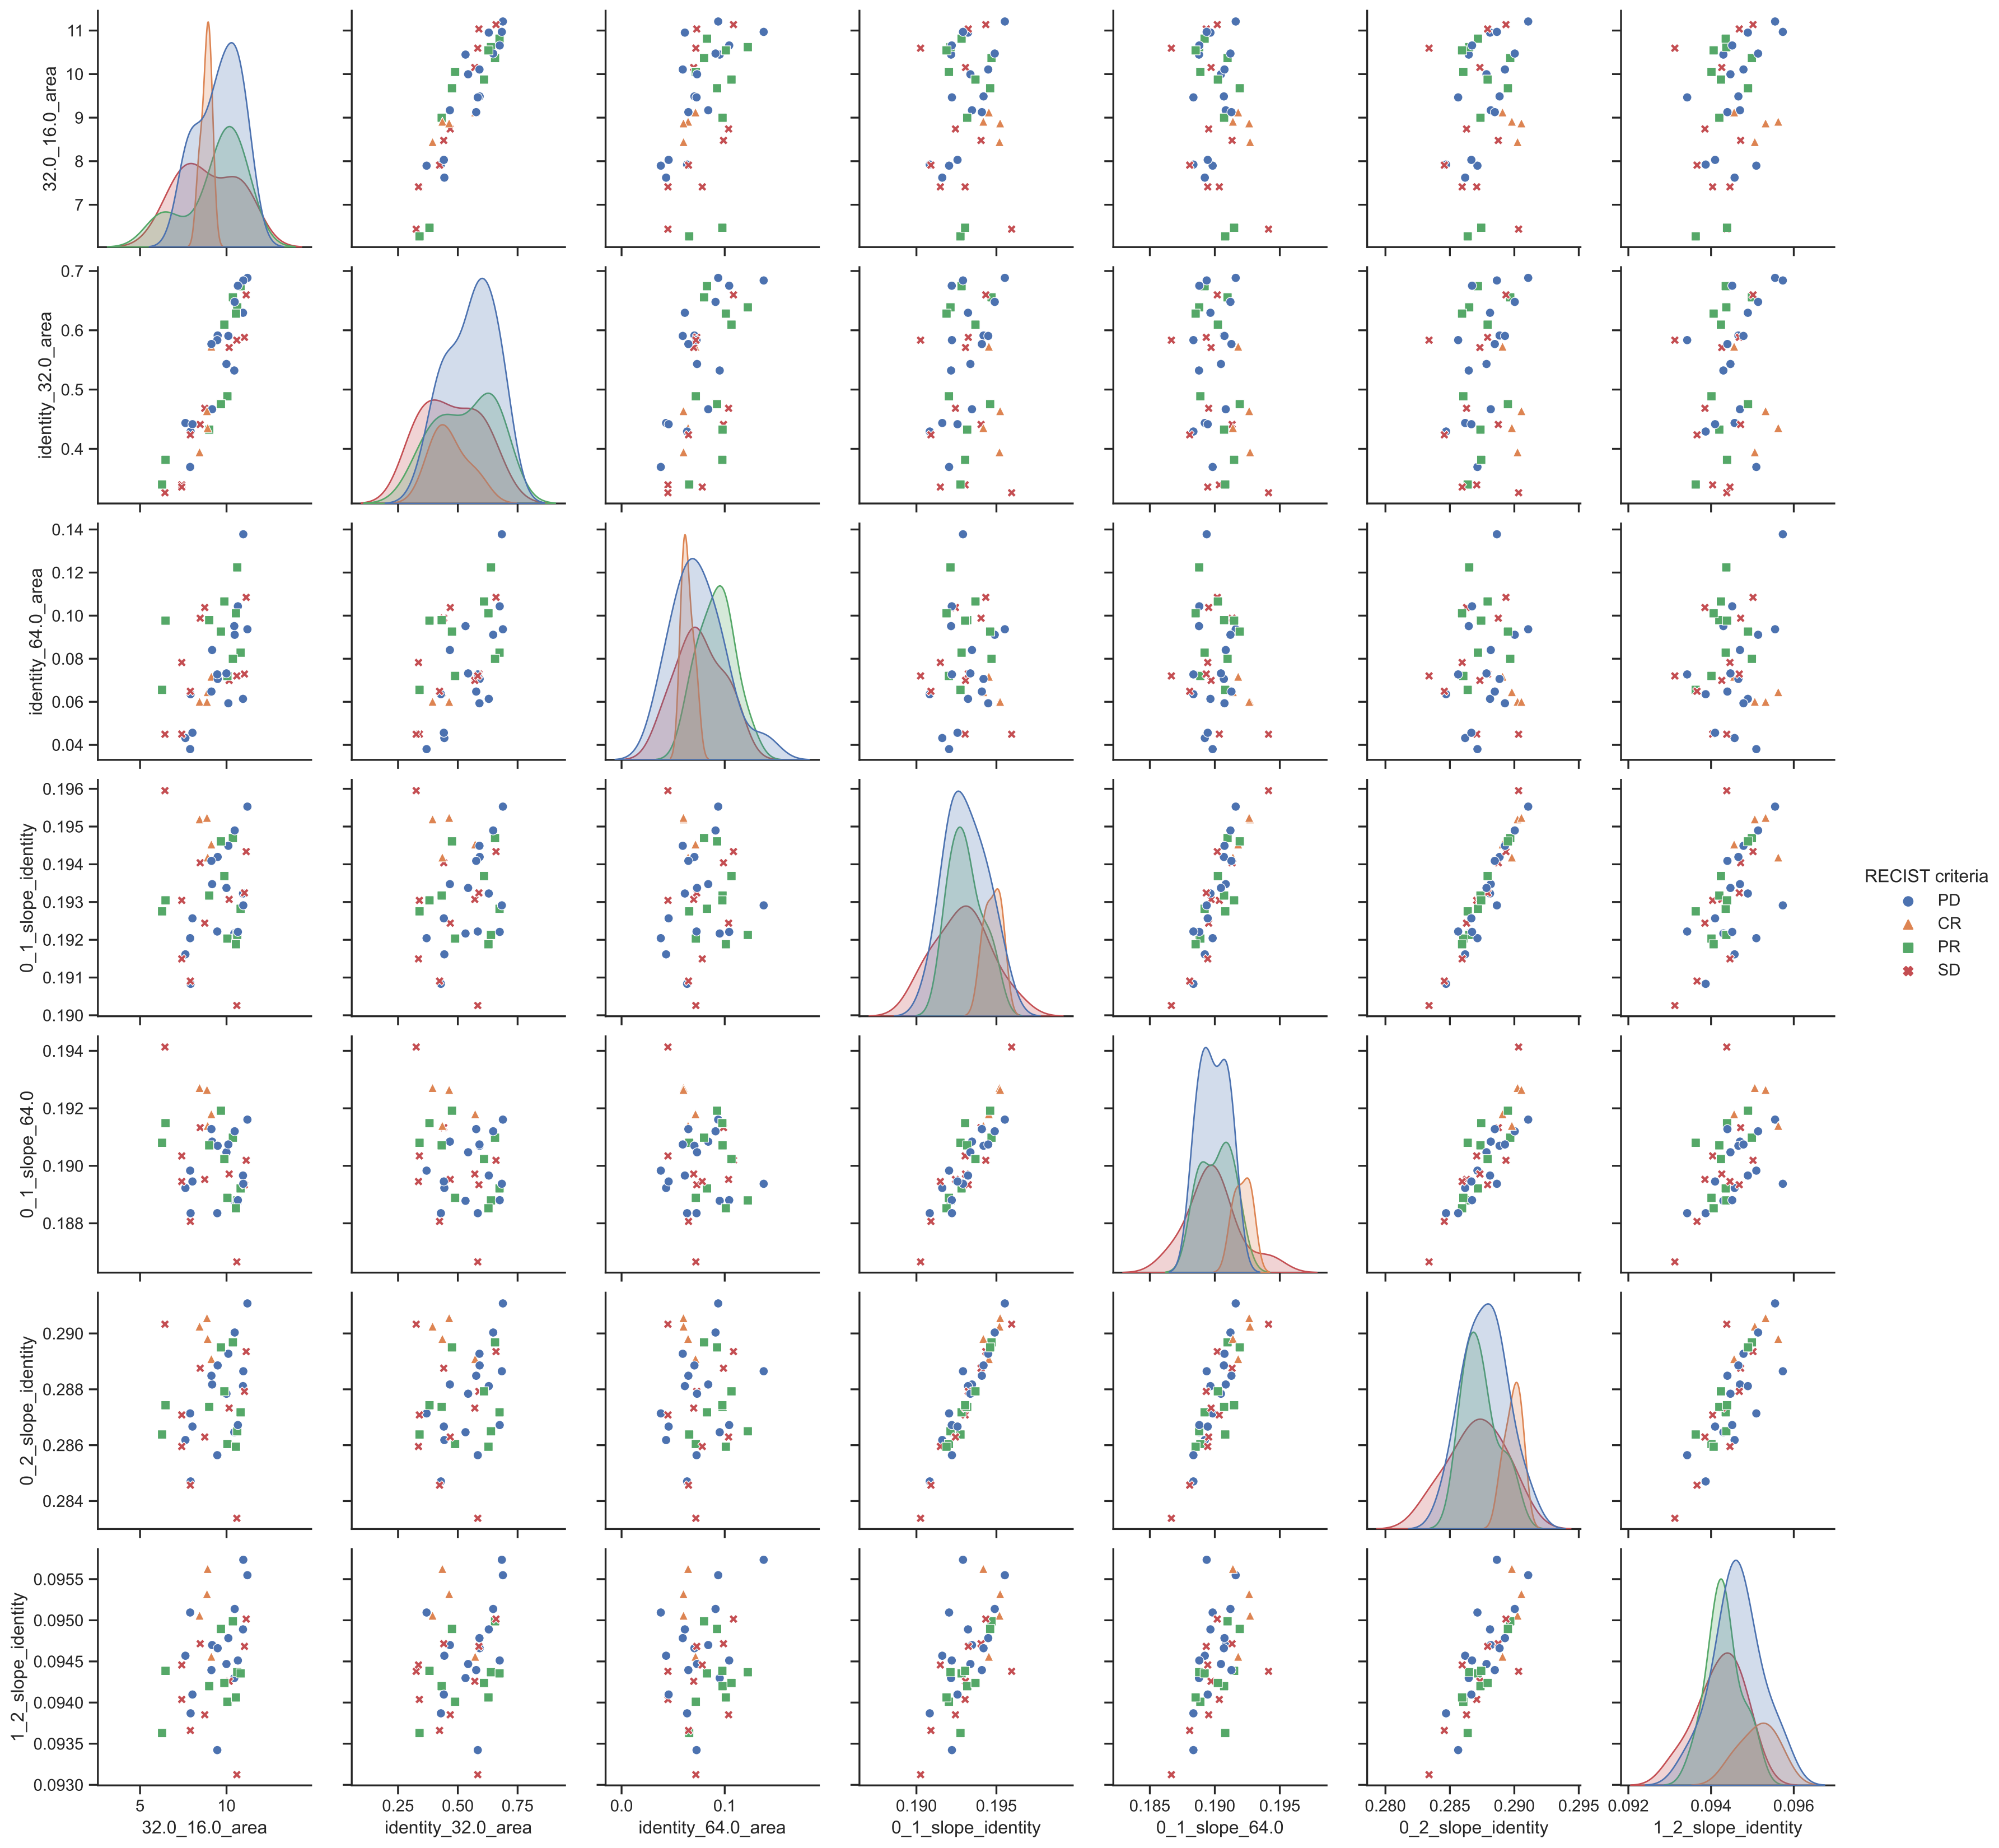 32.0_16.0_area
11
10
9
8
7
identity_32.0_area
0.7
0.6
0.5
0.4
identity_64.0_area
0.14
0.12
0.10
0.08
0.06
0.04
0_1_slope_identity
0.196
0.195
0.194
0.193
0.192
0.191
0.190
RECIST criteria
PD
CR
PR
SD
0_1_slope_64.0
0.194
0.192
0.190
0.188
0_2_slope_identity
0.290
0.288
0.286
0.284
1_2_slope_identity
0.0955
0.0950
0.0945
0.0940
0.0935
0.0930
5 10 0.25 0.50 0.75 0.0 0.1 0.190 0.195 0.185 0.190 0.195 0.280 0.285 0.290 0.295 0.092 0.094 0.096
32.0_16.0_area identity_32.0_area identity_64.0_area 0_1_slope_identity 0_1_slope_64.0 0_2_slope_identity 1_2_slope_identity